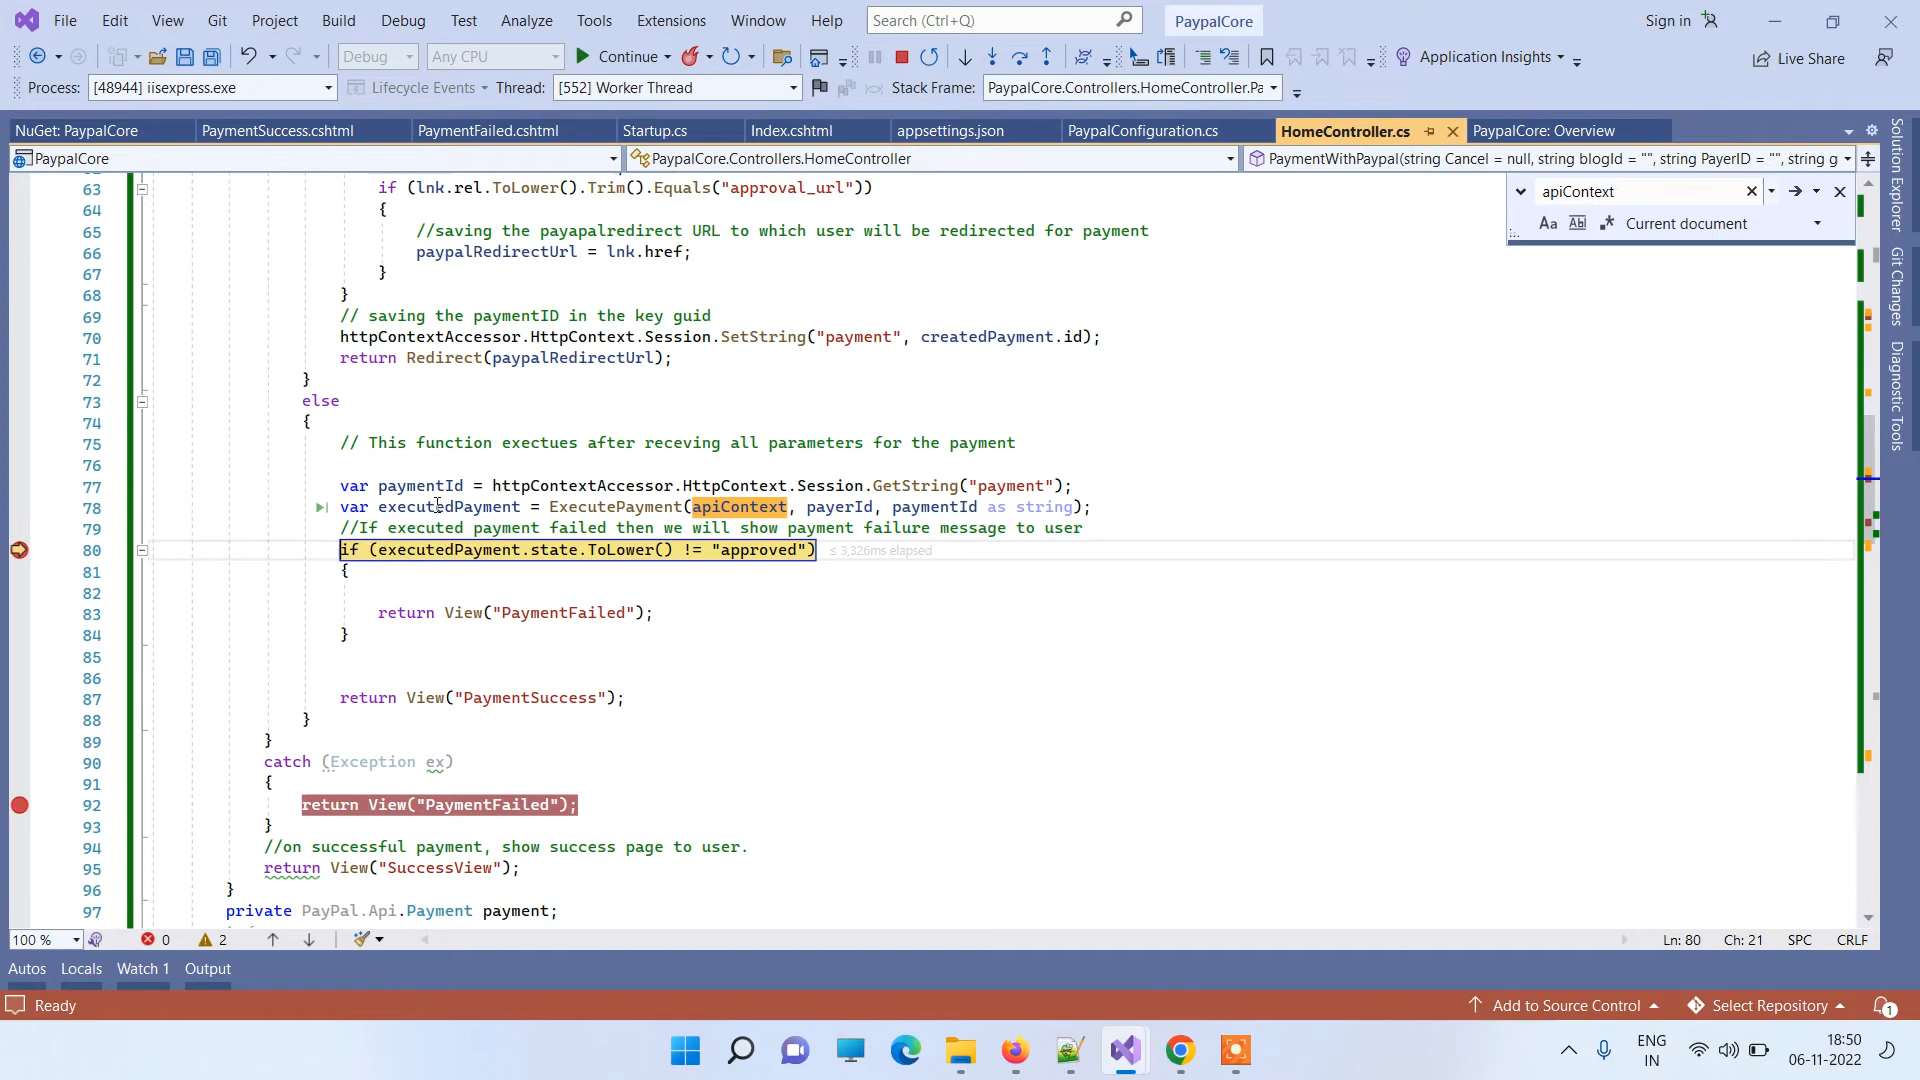 File Edit View Git Project Build Debug Test Analyze Tools Extensions Window Help Search (Ctrl+Q) PaypalCore Sign in
Debug Any CPU Continue Application Insights Live Share
Process: [48944] iisexpress.exe Lifecycle Events Thread: [552] Worker Thread Stack Frame: PaypalCore.Controllers.HomeController.Pa
NuGet: PaypalCore PaymentSuccess.cshtml PaymentFailed.cshtml Startup.cs Index.cshtml appsettings.json PaypalConfiguration.cs HomeController.cs PaypalCore: Overview
PaypalCore PaypalCore.Controllers.HomeController PaymentWithPaypal(string Cancel = null, string blogId = "", string PayerID = "", string g
apiContext
Aa Ab Current document
Solution Explorer
Git Changes
Diagnostic Tools
63 if (lnk.rel.ToLower().Trim().Equals("approval_url"))
64 {
65 //saving the payapalredirect URL to which user will be redirected for payment
66 paypalRedirectUrl = lnk.href;
67 }
68 }
69 // saving the paymentID in the key guid
70 httpContextAccessor.HttpContext.Session.SetString("payment", createdPayment.id);
71 return Redirect(paypalRedirectUrl);
72 }
73 else
74 {
75 // This function exectues after receving all parameters for the payment
76
77 var paymentId = httpContextAccessor.HttpContext.Session.GetString("payment");
78 var executedPayment = ExecutePayment(apiContext, payerId, paymentId as string);
79 //If executed payment failed then we will show payment failure message to user
80 if (executedPayment.state.ToLower() != "approved") ≤ 3,326ms elapsed
81 {
82
83 return View("PaymentFailed");
84 }
85
86
87 return View("PaymentSuccess");
88 }
89 }
90 catch (Exception ex)
91 {
92 return View("PaymentFailed");
93 }
94 //on successful payment, show success page to user.
95 return View("SuccessView");
96 }
97 private PayPal.Api.Payment payment;
100 % 0 2 Ln: 80 Ch: 21 SPC CRLF
Autos Locals Watch 1 Output
Ready Add to Source Control Select Repository 1
ENG
IN
18:50
06-11-2022